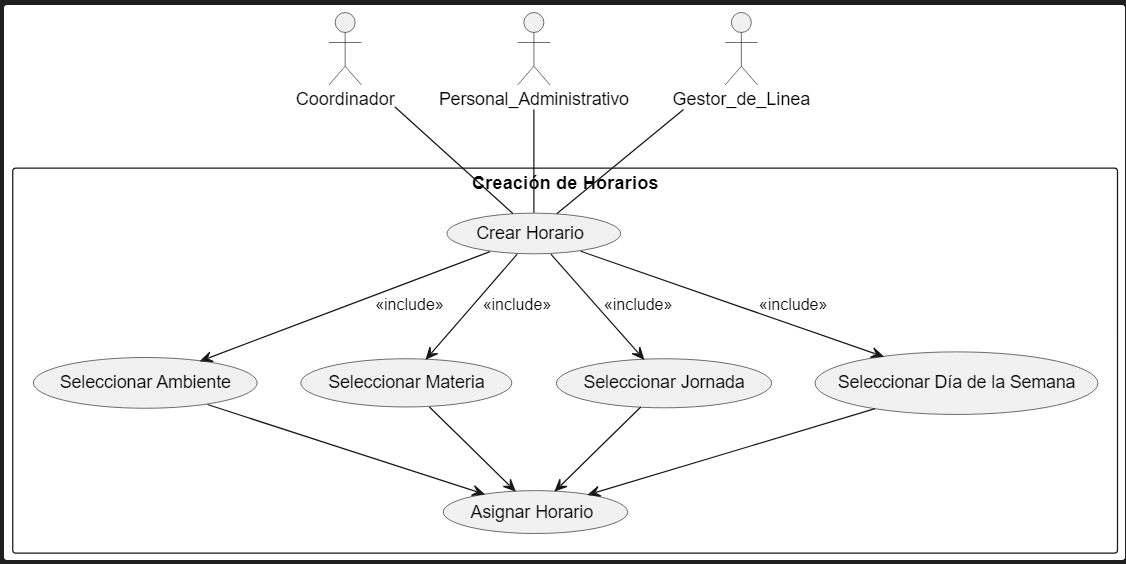 Coordinador
Personal_Administrativo
Gestor_de_Linea
Creación de Horarios
Crear Horario
«include»
«include»
«include»
«include»
Seleccionar Ambiente
Seleccionar Materia
Seleccionar Jornada
Seleccionar Día de la Semana
Asignar Horario